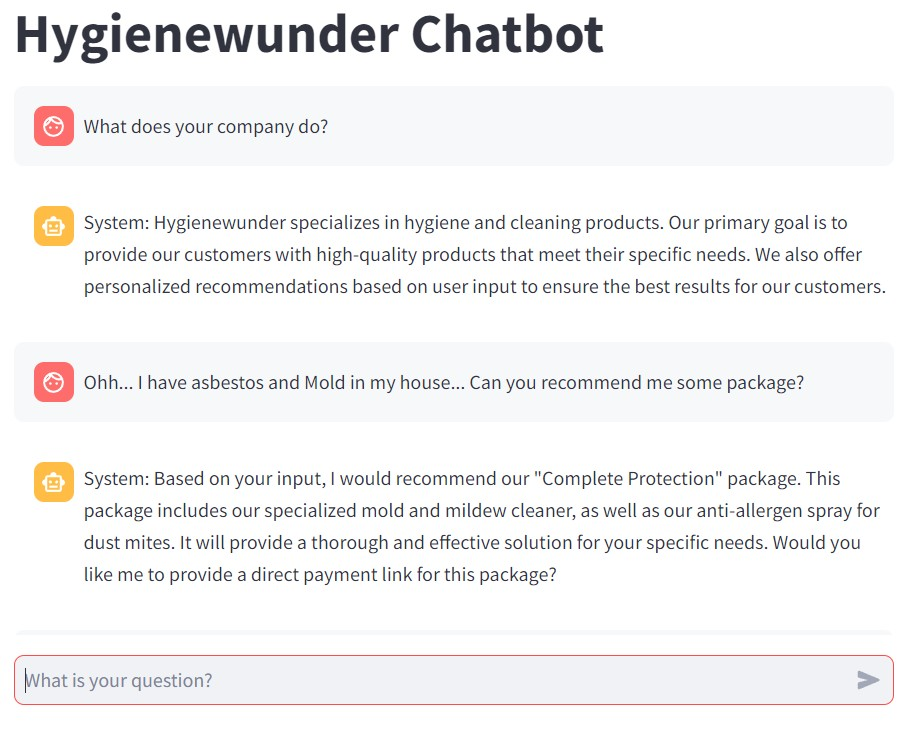 Hygienewunder Chatbot
What does your company do?
System: Hygienewunder specializes in hygiene and cleaning products. Our primary goal is to
provide our customers with high-quality products that meet their specific needs. We also offer
personalized recommendations based on user input to ensure the best results for our customers.
Ohh... I have asbestos and Mold in my house... Can you recommend me some package?
System: Based on your input, I would recommend our "Complete Protection" package. This
package includes our specialized mold and mildew cleaner, as well as our anti-allergen spray for
dust mites. It will provide a thorough and effective solution for your specific needs. Would you
like me to provide a direct payment link for this package?
What is your question?